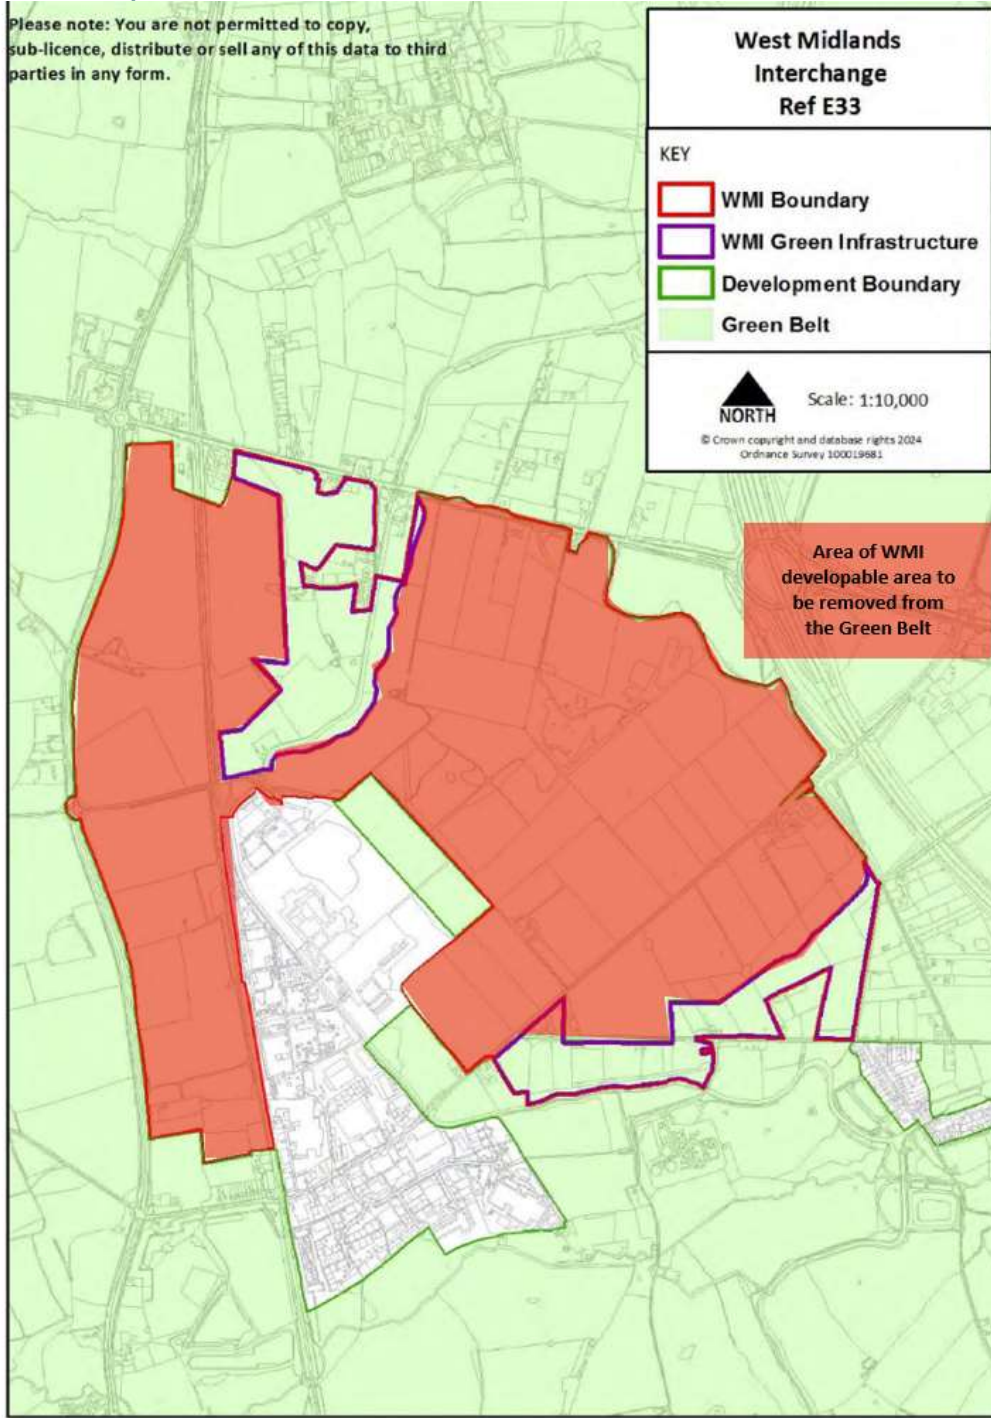 Please note: You are not permitted to copy,
sub-licence, distribute or sell any of this data to third
parties in any form.
West Midlands
Interchange
Ref E33
KEY
WMI Boundary
WMI Green Infrastructure
Development Boundary
Green Belt
NORTH
Scale: 1:10,000
© Crown copyright and database rights 2024
Ordnance Survey 100019681
Area of WMI
developable area to
be removed from
the Green Belt